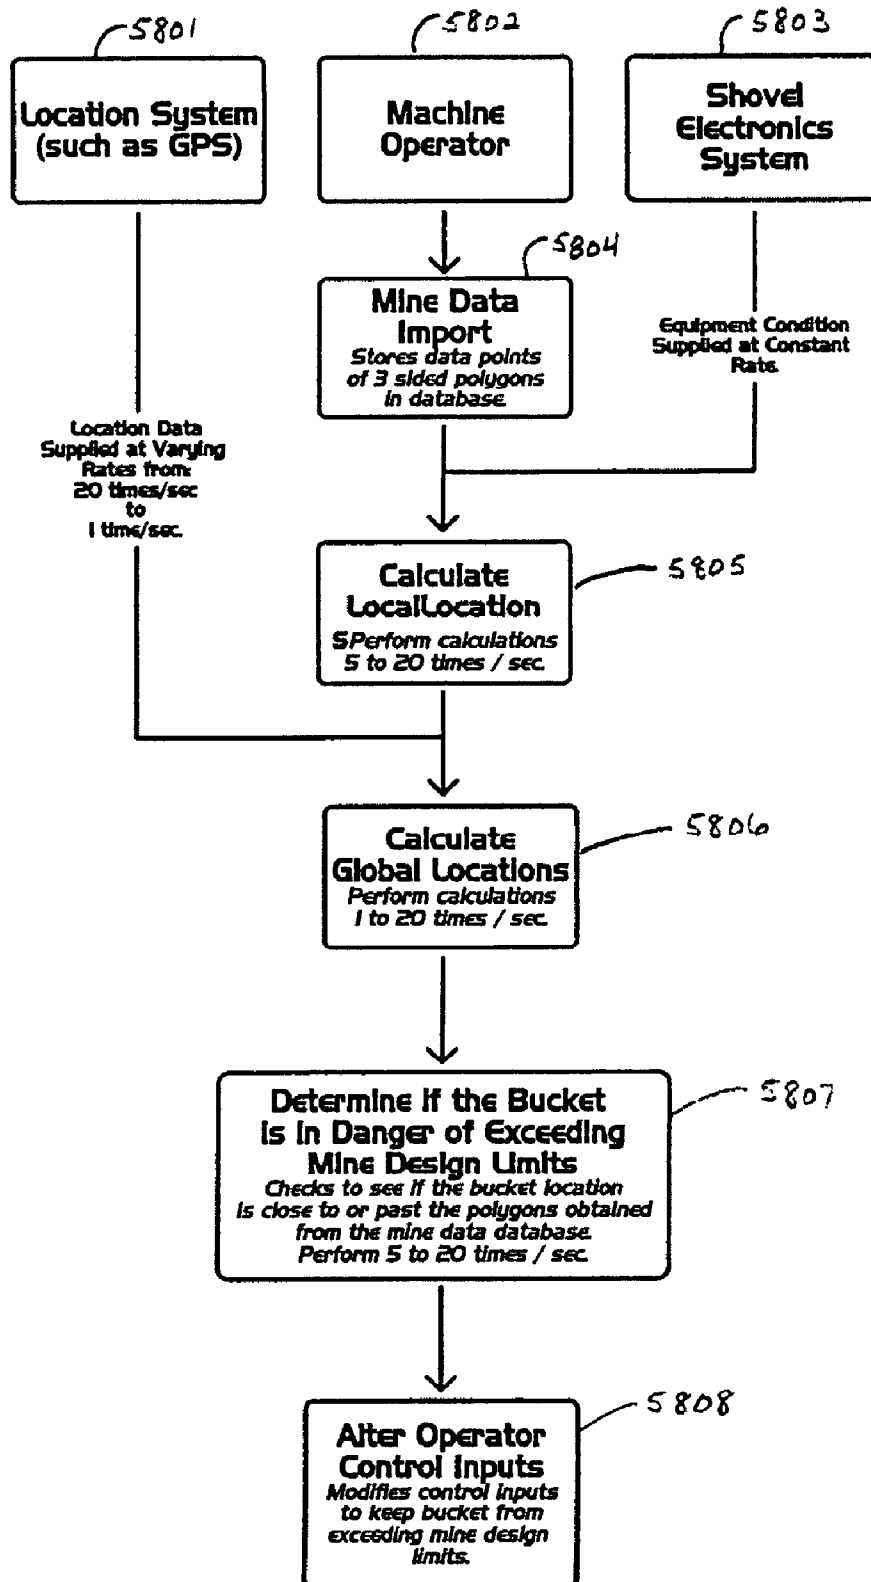 5801
5802
5803
Location System
(such as GPS)
Machine
Operator
Shovel
Electronics
System
5804
Mine Data
Import
Stores data points
of 3 sided polygons
in database.
Equipment Condition
Supplied at Constant
Rate.
Location Data
Supplied at Varying
Rates from:
20 times/sec
to
1 time/sec.
5805
Calculate
LocalLocation
SPerform calculations
5 to 20 times / sec.
5806
Calculate
Global Locations
Perform calculations
1 to 20 times / sec.
5807
Determine if the Bucket
is in Danger of Exceeding
Mine Design Limits
Checks to see if the bucket location
is close to or past the polygons obtained
from the mine data database.
Perform 5 to 20 times / sec.
5808
Alter Operator
Control Inputs
Modifies control inputs
to keep bucket from
exceeding mine design
limits.